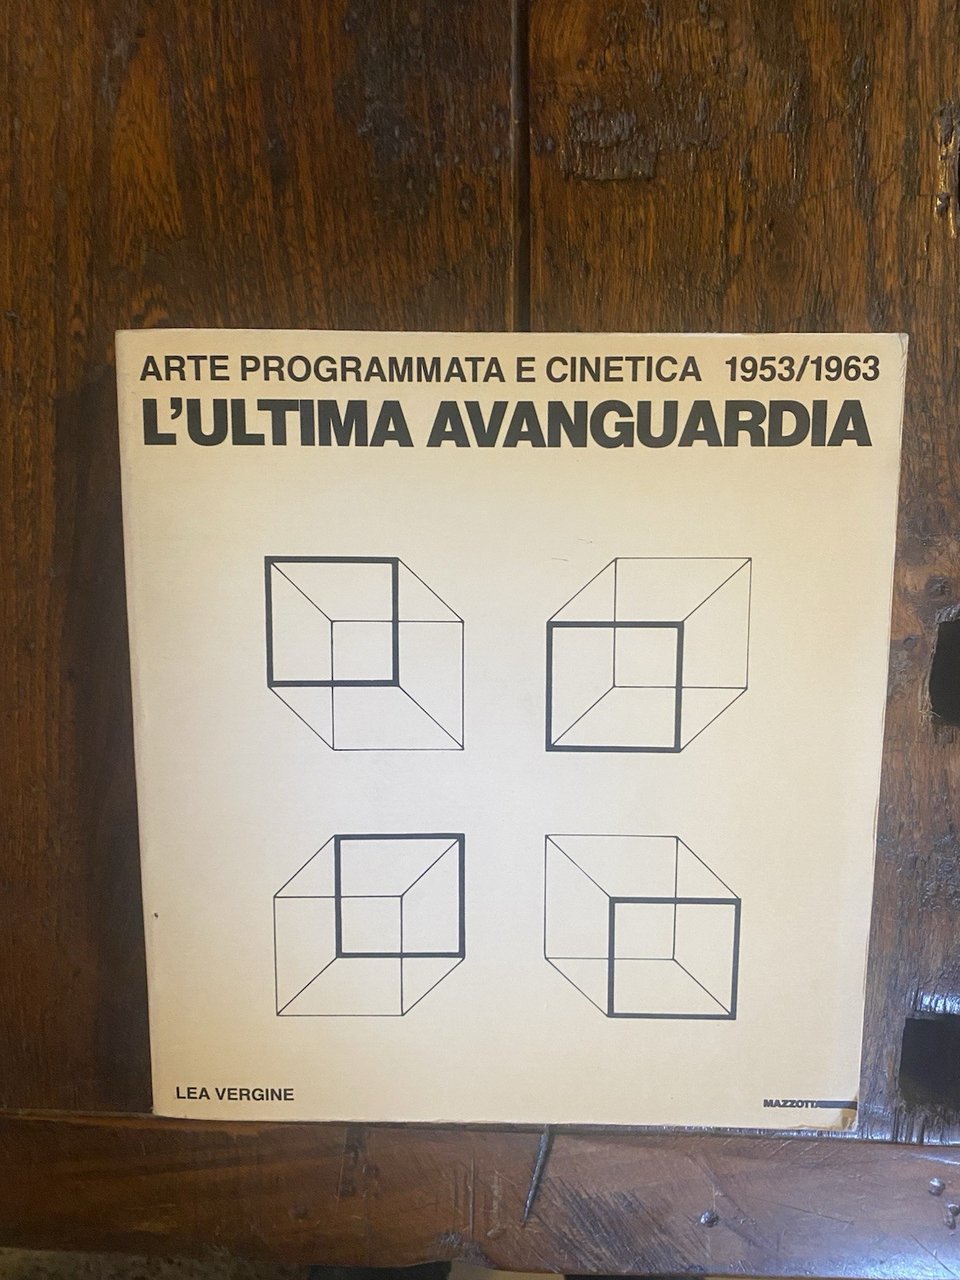 ARTE PROGRAMMATA E CINETICA 1953/1963
L'ULTIMA AVANGUARDIA
LEA VERGINE
MAZZOTTA